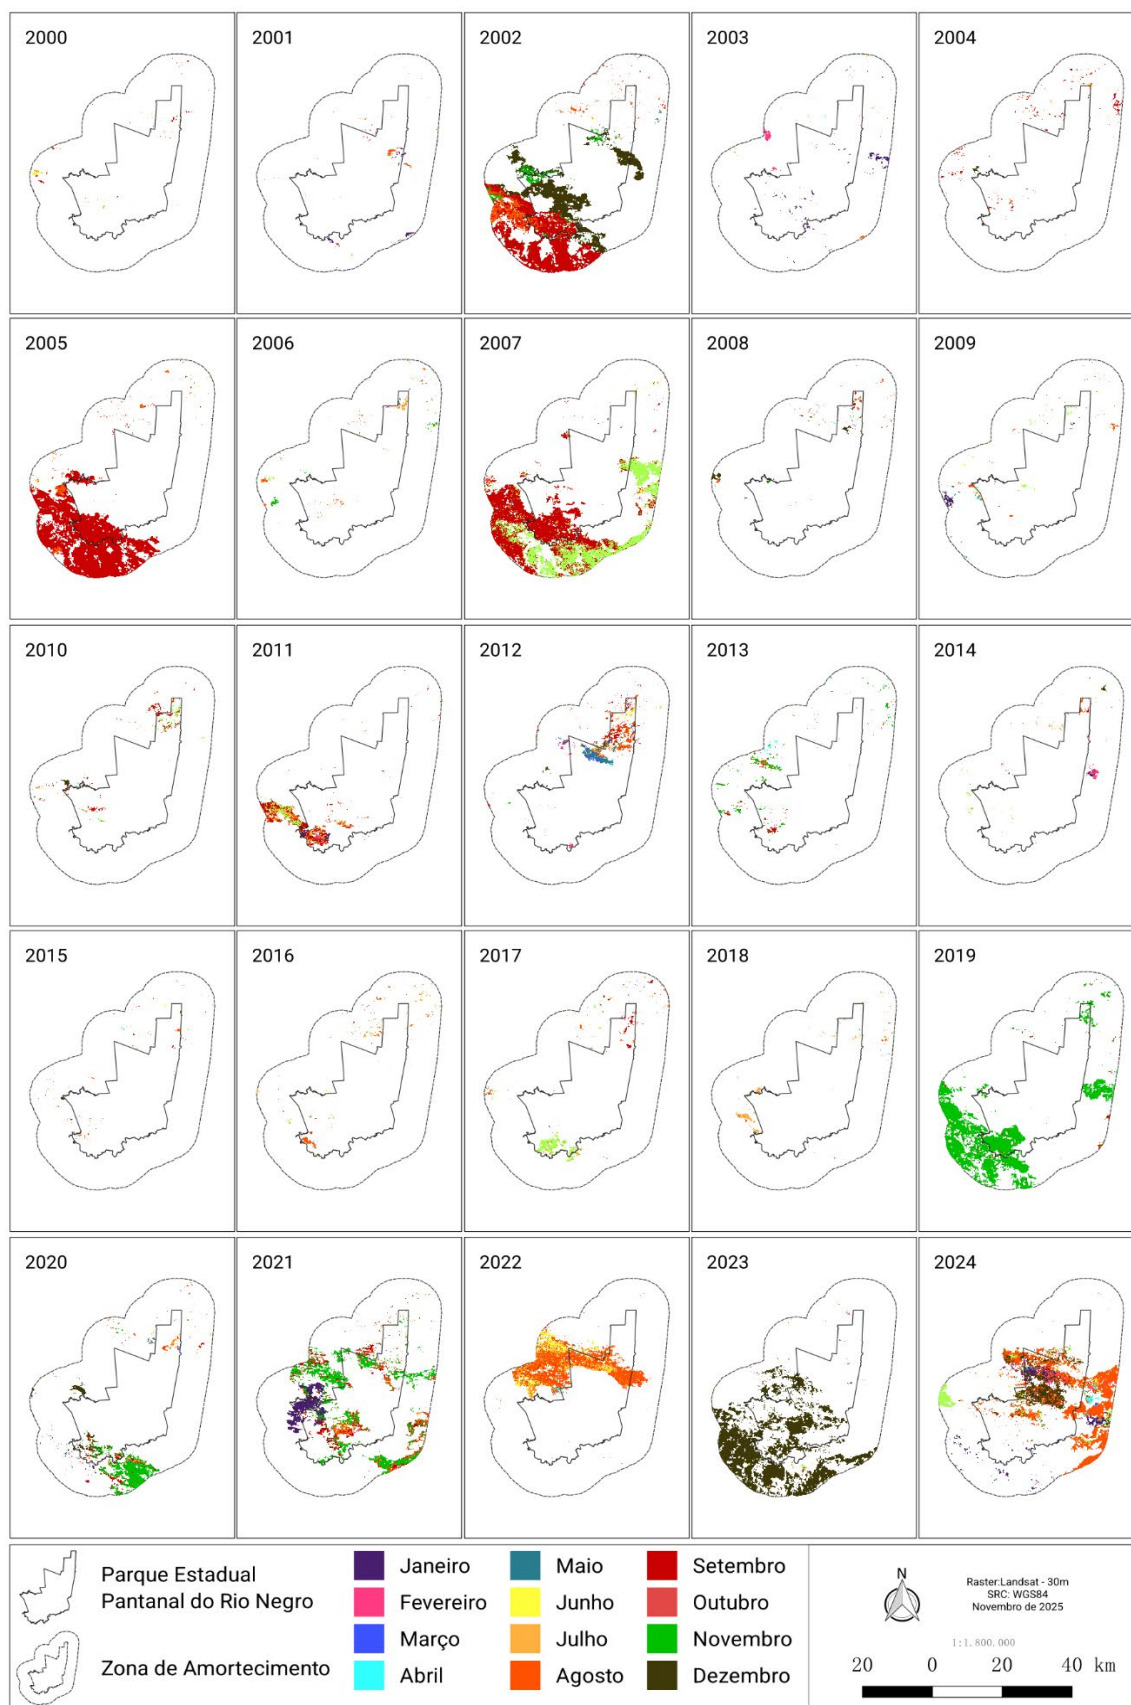 2000
2001
2002
2003
2004
2005
2006
2007
2008
2009
2010
2011
2012
2013
2014
2015
2016
2017
2018
2019
2020
2021
2022
2023
2024
Parque Estadual
Pantanal do Rio Negro
Zona de Amortecimento
Janeiro
Fevereiro
Março
Abril
Maio
Junho
Julho
Agosto
Setembro
Outubro
Novembro
Dezembro
N
Raster:Landsat - 30m
SRC: WGS84
Novembro de 2025
1:1.800.000
20 0 20 40 km